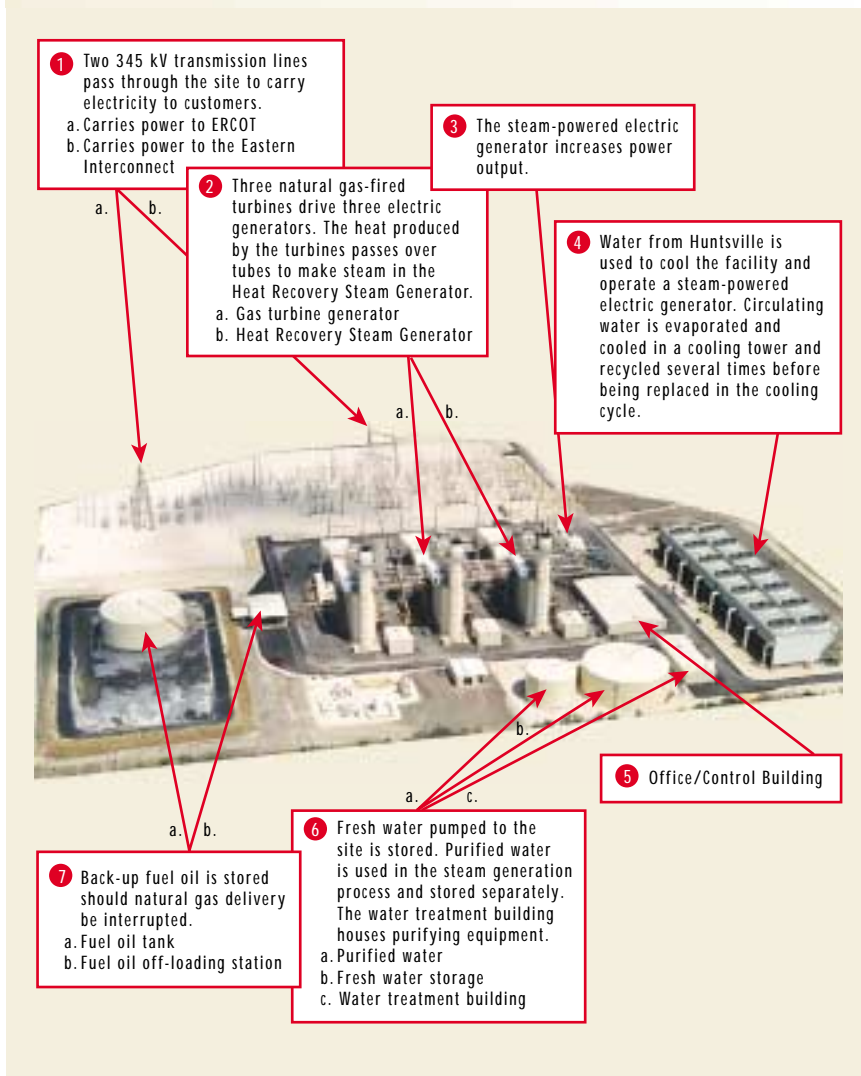 1 Two 345 kV transmission lines
pass through the site to carry
electricity to customers.
a. Carries power to ERCOT
b. Carries power to the Eastern
Interconnect
a. b.
2 Three natural gas-fired
turbines drive three electric
generators. The heat produced
by the turbines passes over
tubes to make steam in the
Heat Recovery Steam Generator.
a. Gas turbine generator
b. Heat Recovery Steam Generator
a. b.
3 The steam-powered electric
generator increases power
output.
4 Water from Huntsville is
used to cool the facility and
operate a steam-powered
electric generator. Circulating
water is evaporated and
cooled in a cooling tower and
recycled several times before
being replaced in the cooling
cycle.
5 Office/Control Building
a. b. c.
6 Fresh water pumped to the
site is stored. Purified water
is used in the steam generation
process and stored separately.
The water treatment building
houses purifying equipment.
a. Purified water
b. Fresh water storage
c. Water treatment building
a. b.
7 Back-up fuel oil is stored
should natural gas delivery
be interrupted.
a. Fuel oil tank
b. Fuel oil off-loading station